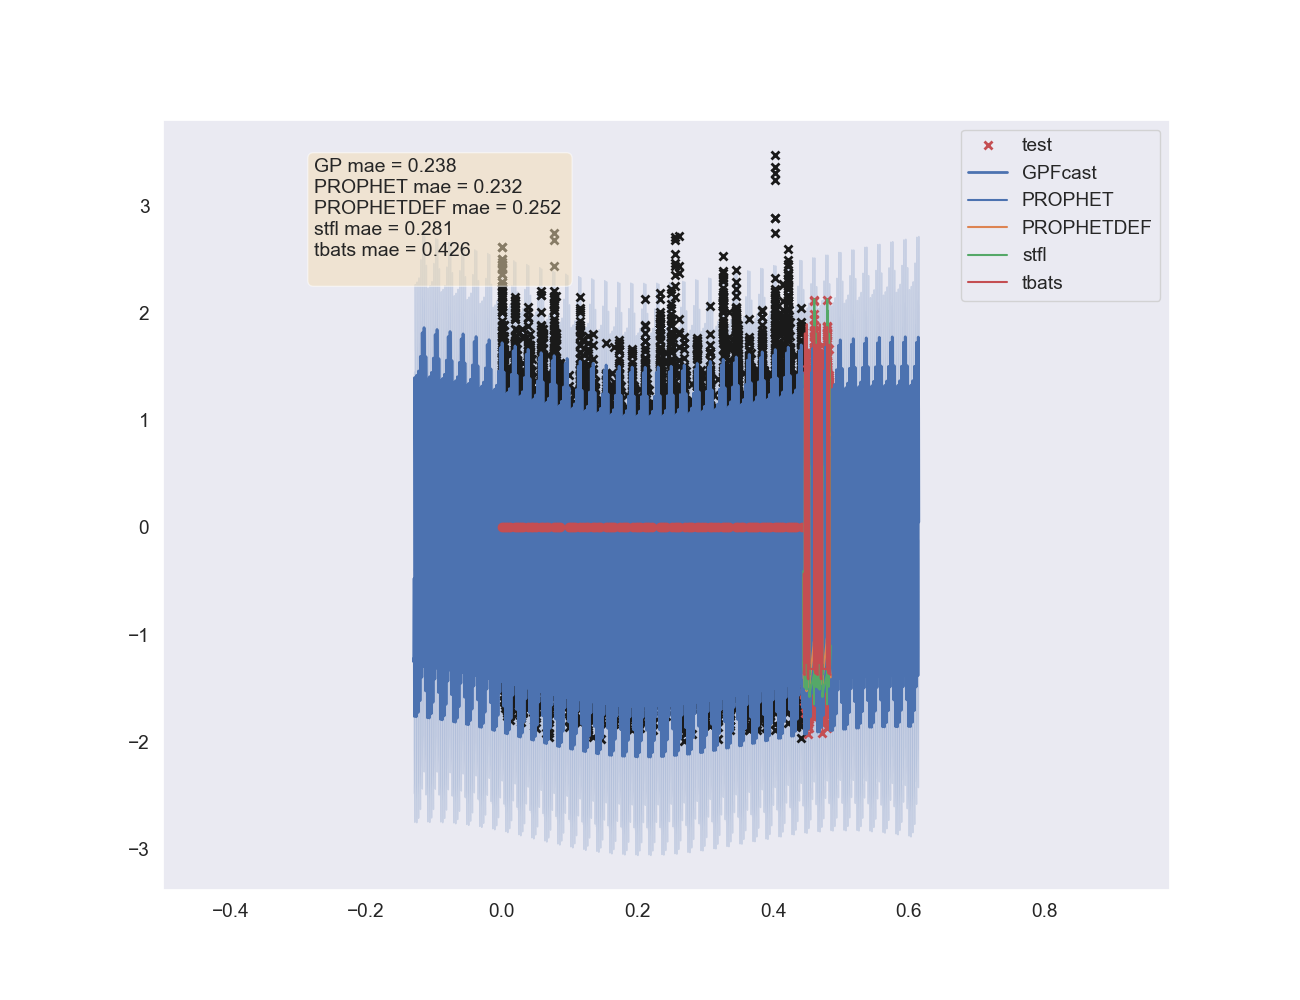 GP mae = 0.238
PROPHET mae = 0.232
PROPHETDEF mae = 0.252
stfl mae = 0.281
tbats mae = 0.426
test
GPFcast
PROPHET
PROPHETDEF
stfl
tbats
3
2
1
0
−1
−2
−3
−0.4 −0.2 0.0 0.2 0.4 0.6 0.8